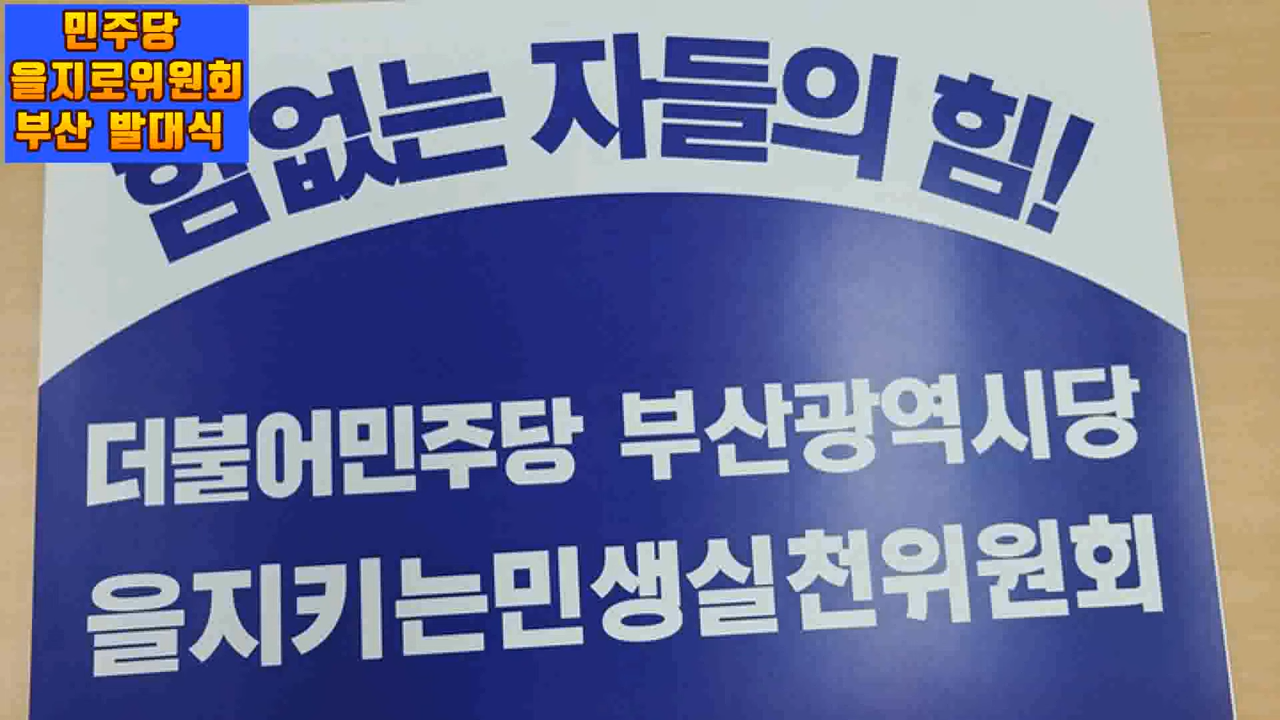 민주당
을지로위원회
부산 발대식
힘없는 자들의 힘!
더불어민주당 부산광역시당
을지키는민생실천위원회